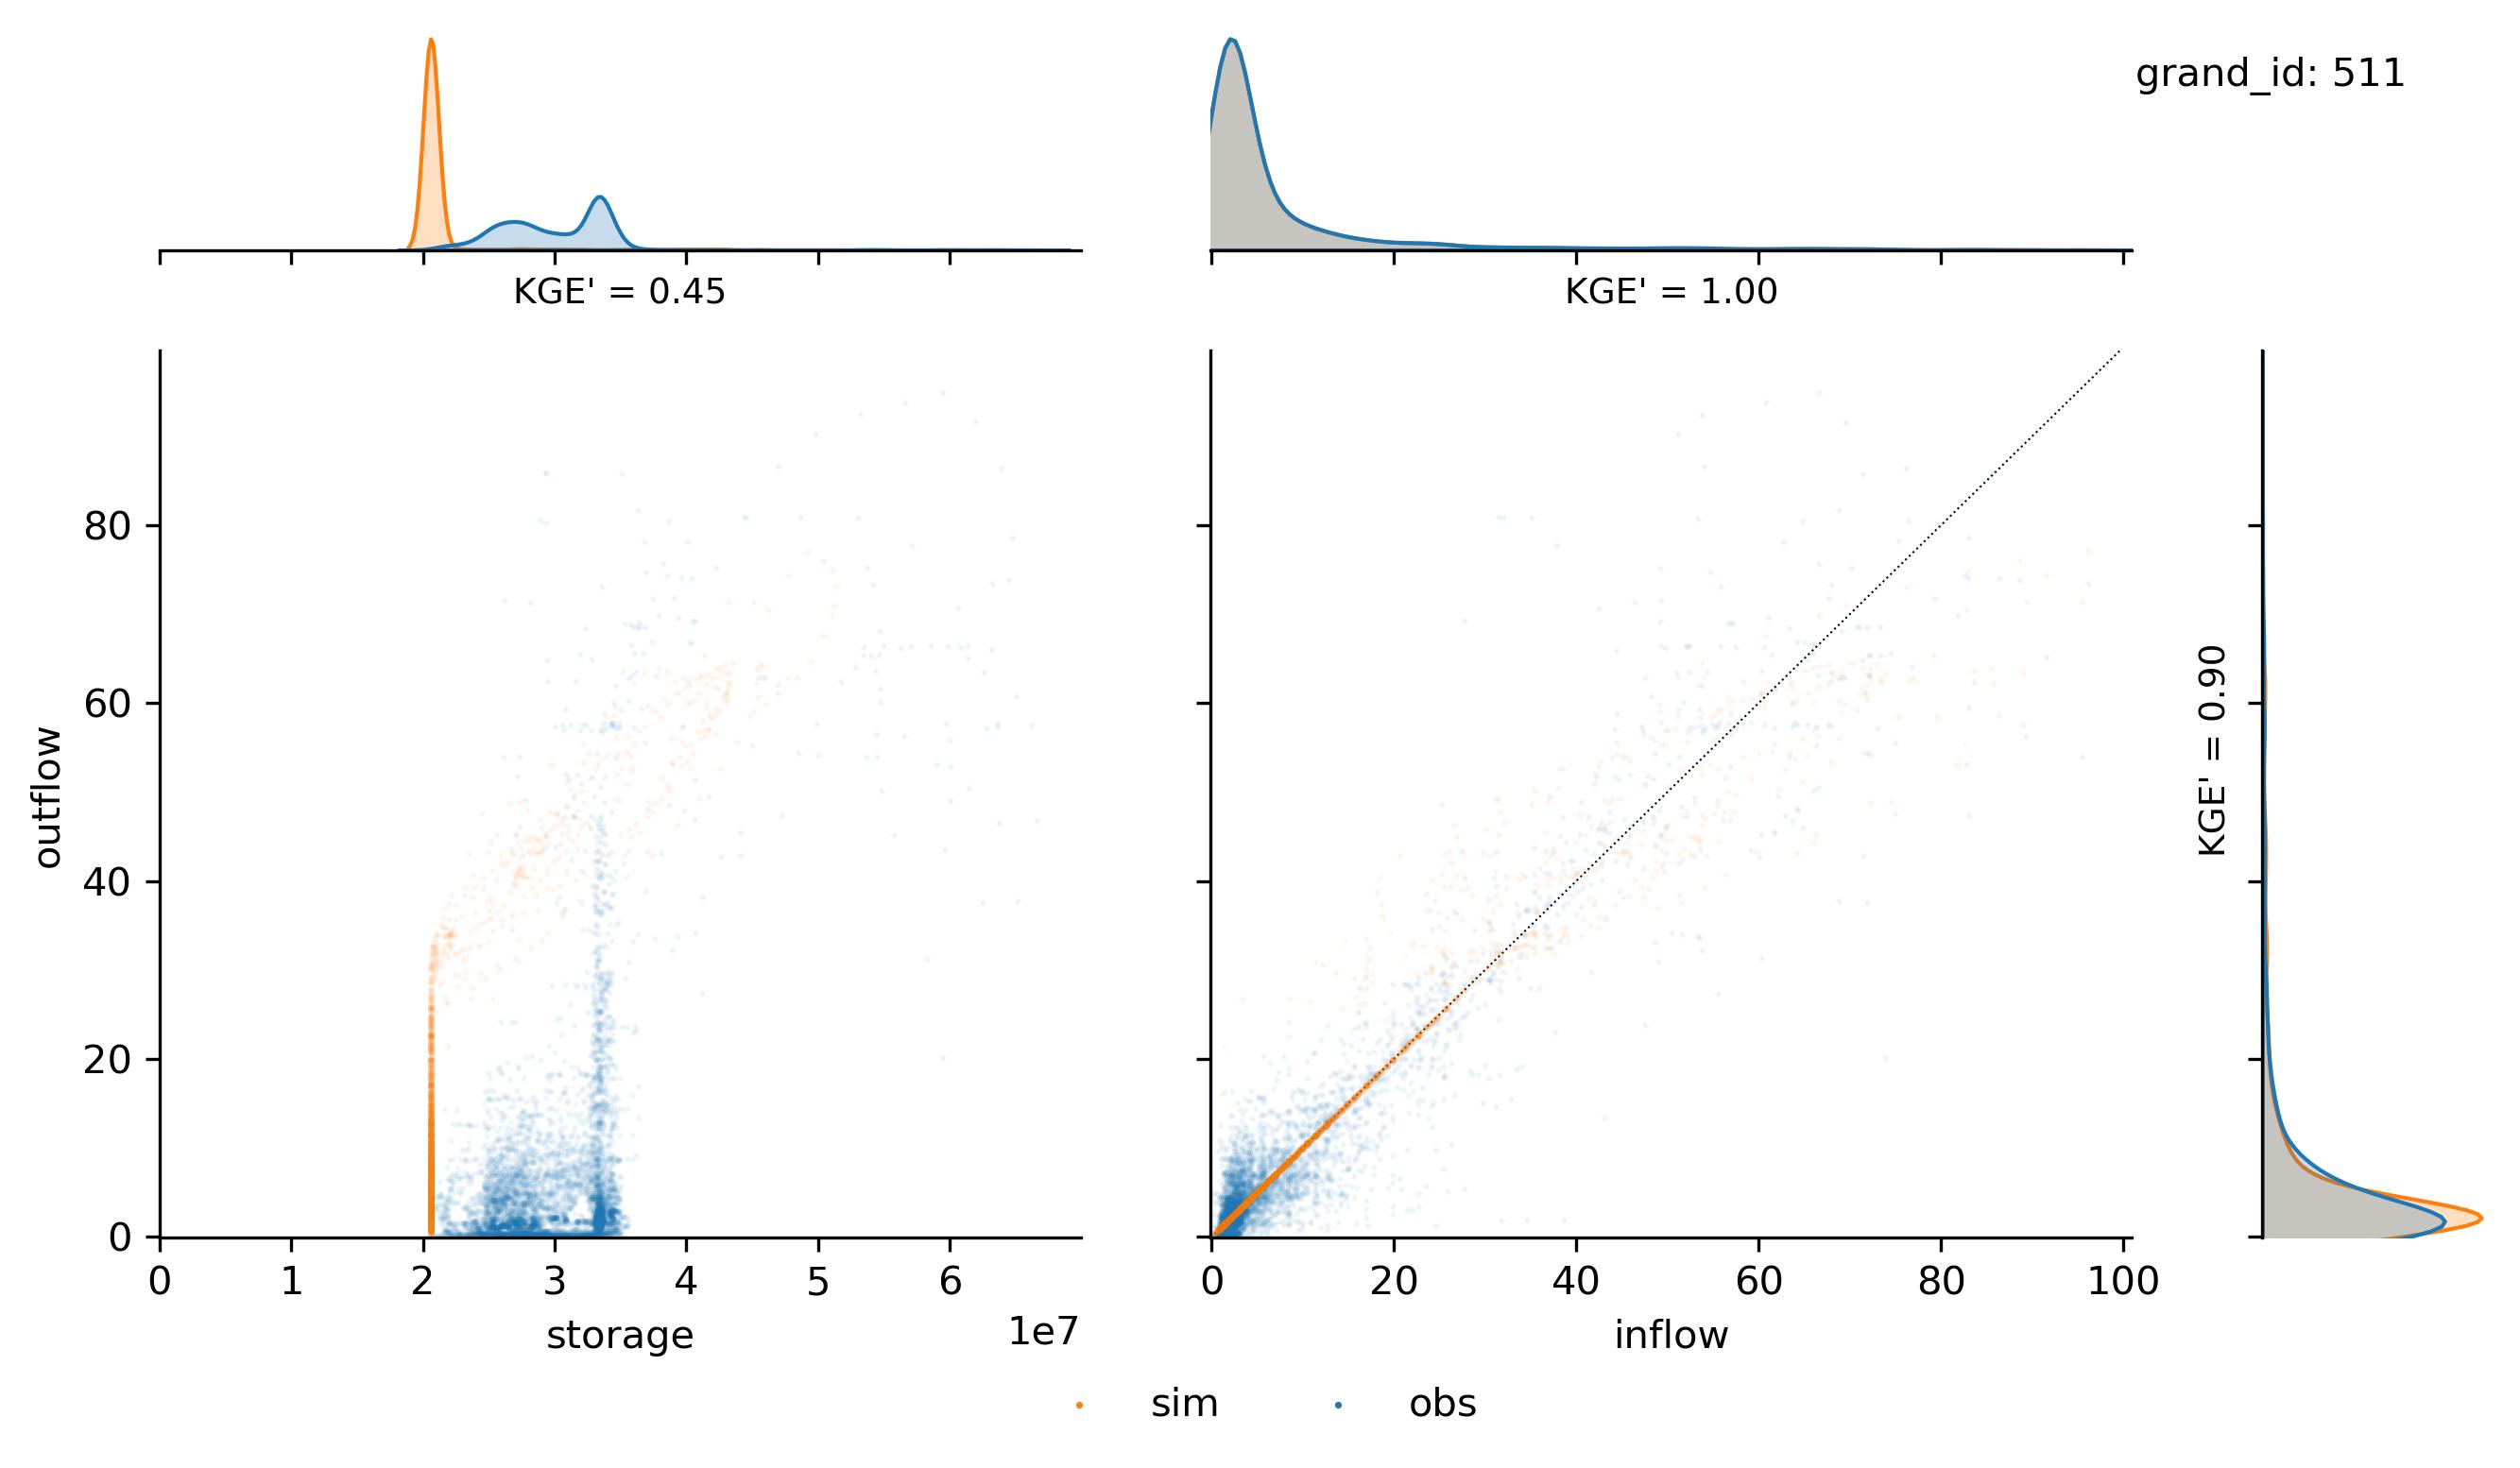 grand_id: 511
KGE' = 0.45
KGE' = 1.00
outflow
80
60
40
20
0
KGE' = 0.90
0 1 2 3 4 5 6
0 20 40 60 80 100
storage
1e7
inflow
sim
obs